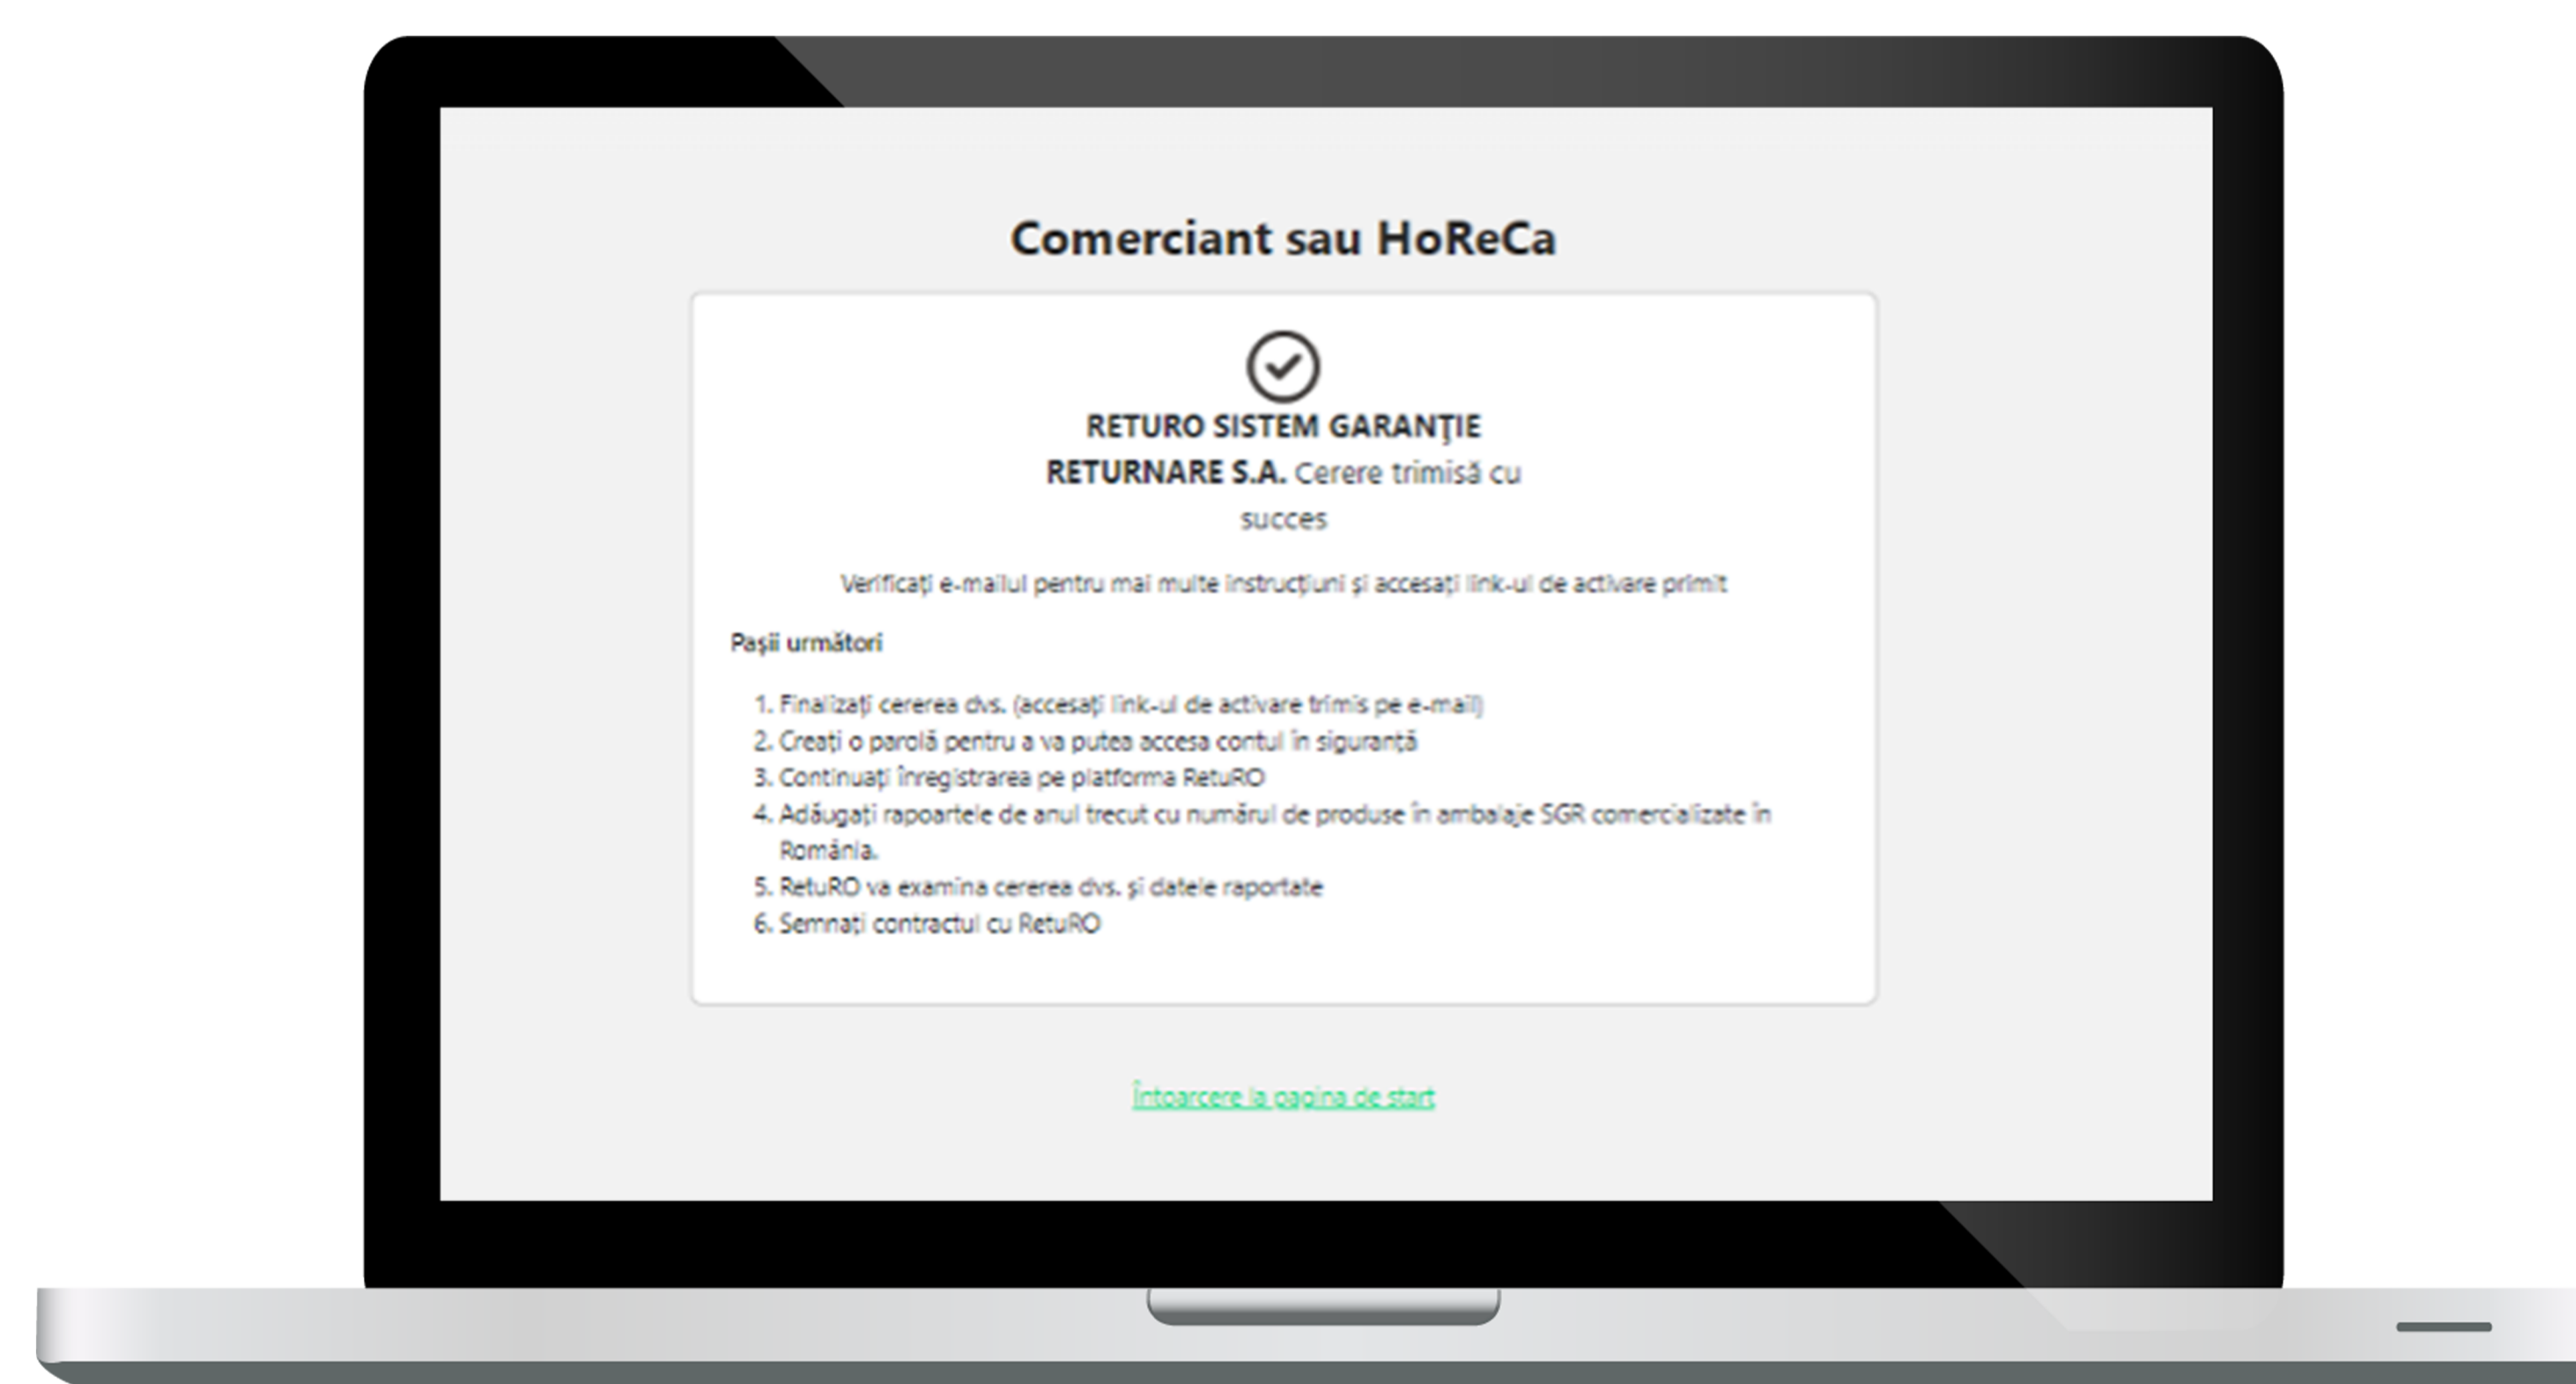 Comerciant sau HoReCa
RETURO SISTEM GARANŢIE
RETURNARE S.A. Cerere trimisă cu
succes
Verificați e-mailul pentru mai multe instrucțiuni și accesați link-ul de activare primit
Pașii următori
1. Finalizați cererea dvs. (accesați link-ul de activare trimis pe e-mail)
2. Creați o parolă pentru a va putea accesa contul în siguranță
3. Continuați înregistrarea pe platforma RetuRO
4. Adăugați rapoartele de anul trecut cu numărul de produse în ambalaje SGR comercializate în
România.
5. RetuRO va examina cererea dvs. și datele raportate
6. Semnați contractul cu RetuRO
Întoarcere la pagina de start